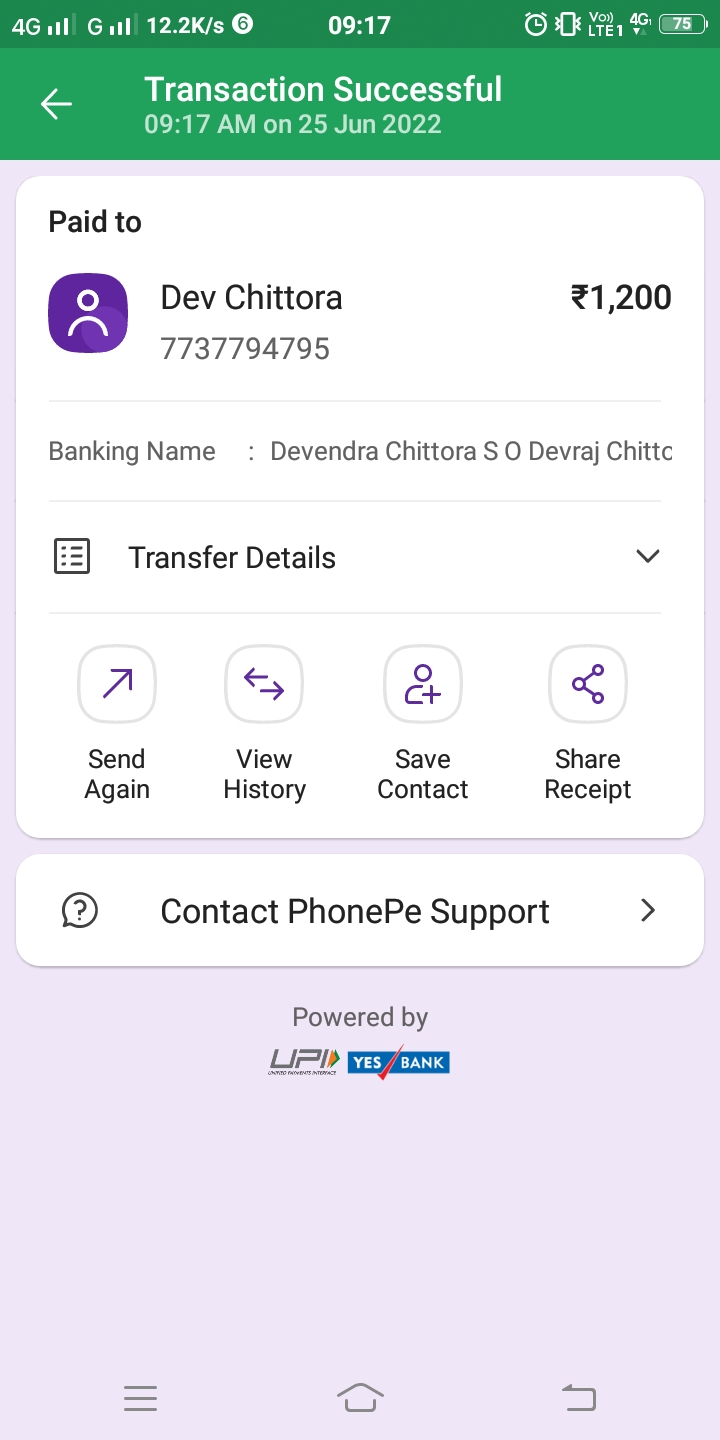 4G G 12.2K/s 6 09:17 Vo)) LTE 1 4G 75
Transaction Successful
09:17 AM on 25 Jun 2022
Paid to
Dev Chittora ₹1,200
7737794795
Banking Name : Devendra Chittora S O Devraj Chitto
Transfer Details
Send Again
View History
Save Contact
Share Receipt
Contact PhonePe Support
Powered by
UPI YES BANK
UNIFIED PAYMENTS INTERFACE